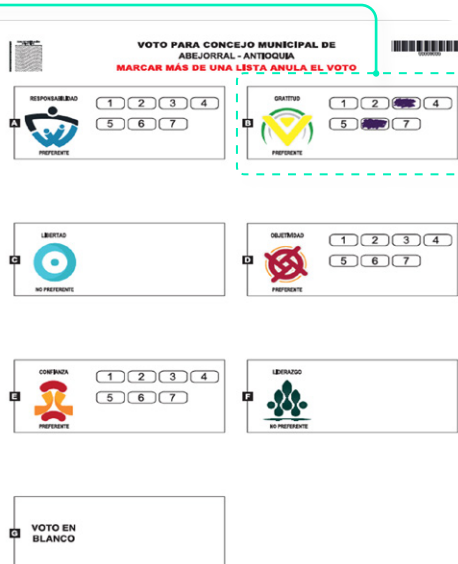 VOTO PARA CONCEJO MUNICIPAL DE
ABEJORRAL - ANTIOQUIA
MARCAR MÁS DE UNA LISTA ANULA EL VOTO
A
RESPONSABILIDAD
PREFERENTE
1 2 3 4
5 6 7
B
GRATITUD
PREFERENTE
1 2 4
5 7
C
LIBERTAD
NO PREFERENTE
D
OBJETIVIDAD
PREFERENTE
1 2 3 4
5 6 7
E
CONFIANZA
PREFERENTE
1 2 3 4
5 6 7
F
LIDERAZGO
NO PREFERENTE
G
VOTO EN
BLANCO